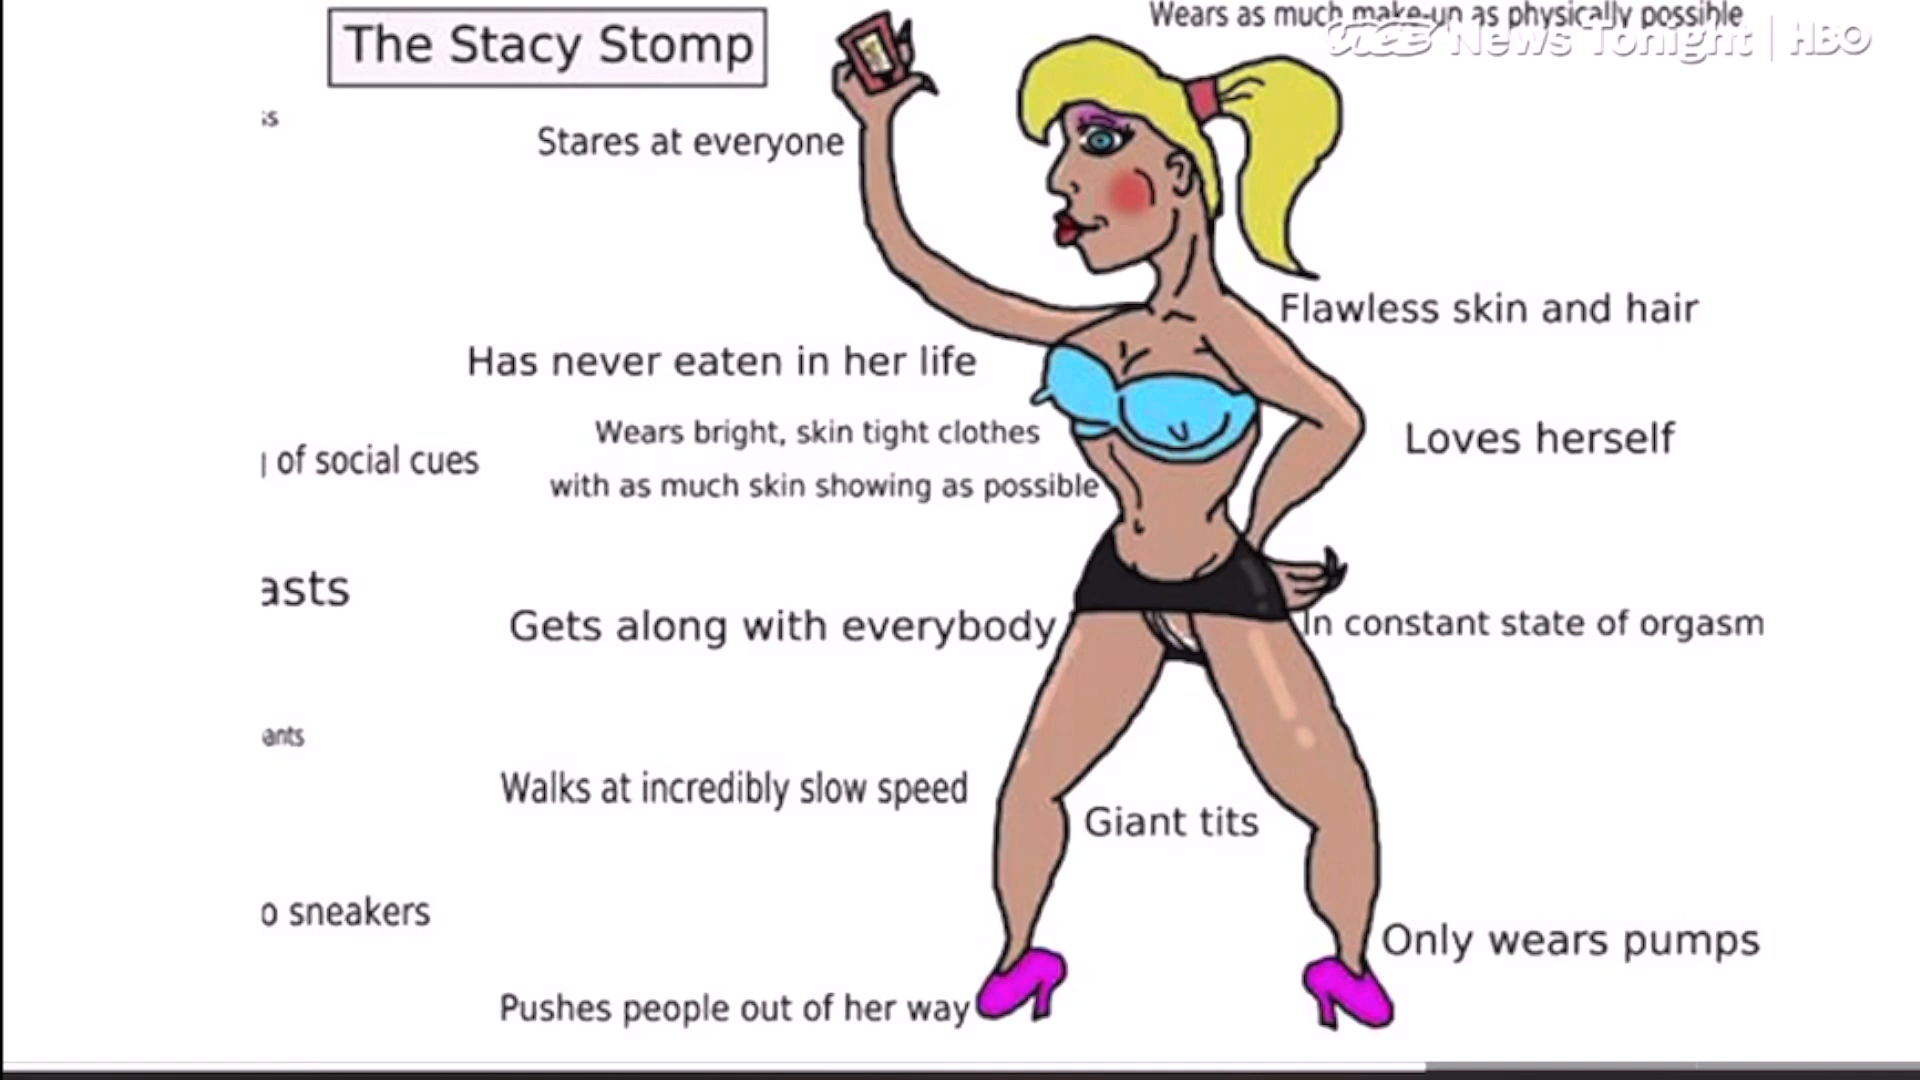 The Stacy Stomp
Wears as much make-up as physically possible
VICE News Tonight | HBO
ss
Stares at everyone
Flawless skin and hair
Has never eaten in her life
Wears bright, skin tight clothes
Loves herself
of social cues
with as much skin showing as possible
asts
Gets along with everybody
In constant state of orgasm
ants
Walks at incredibly slow speed
Giant tits
o sneakers
Only wears pumps
Pushes people out of her way